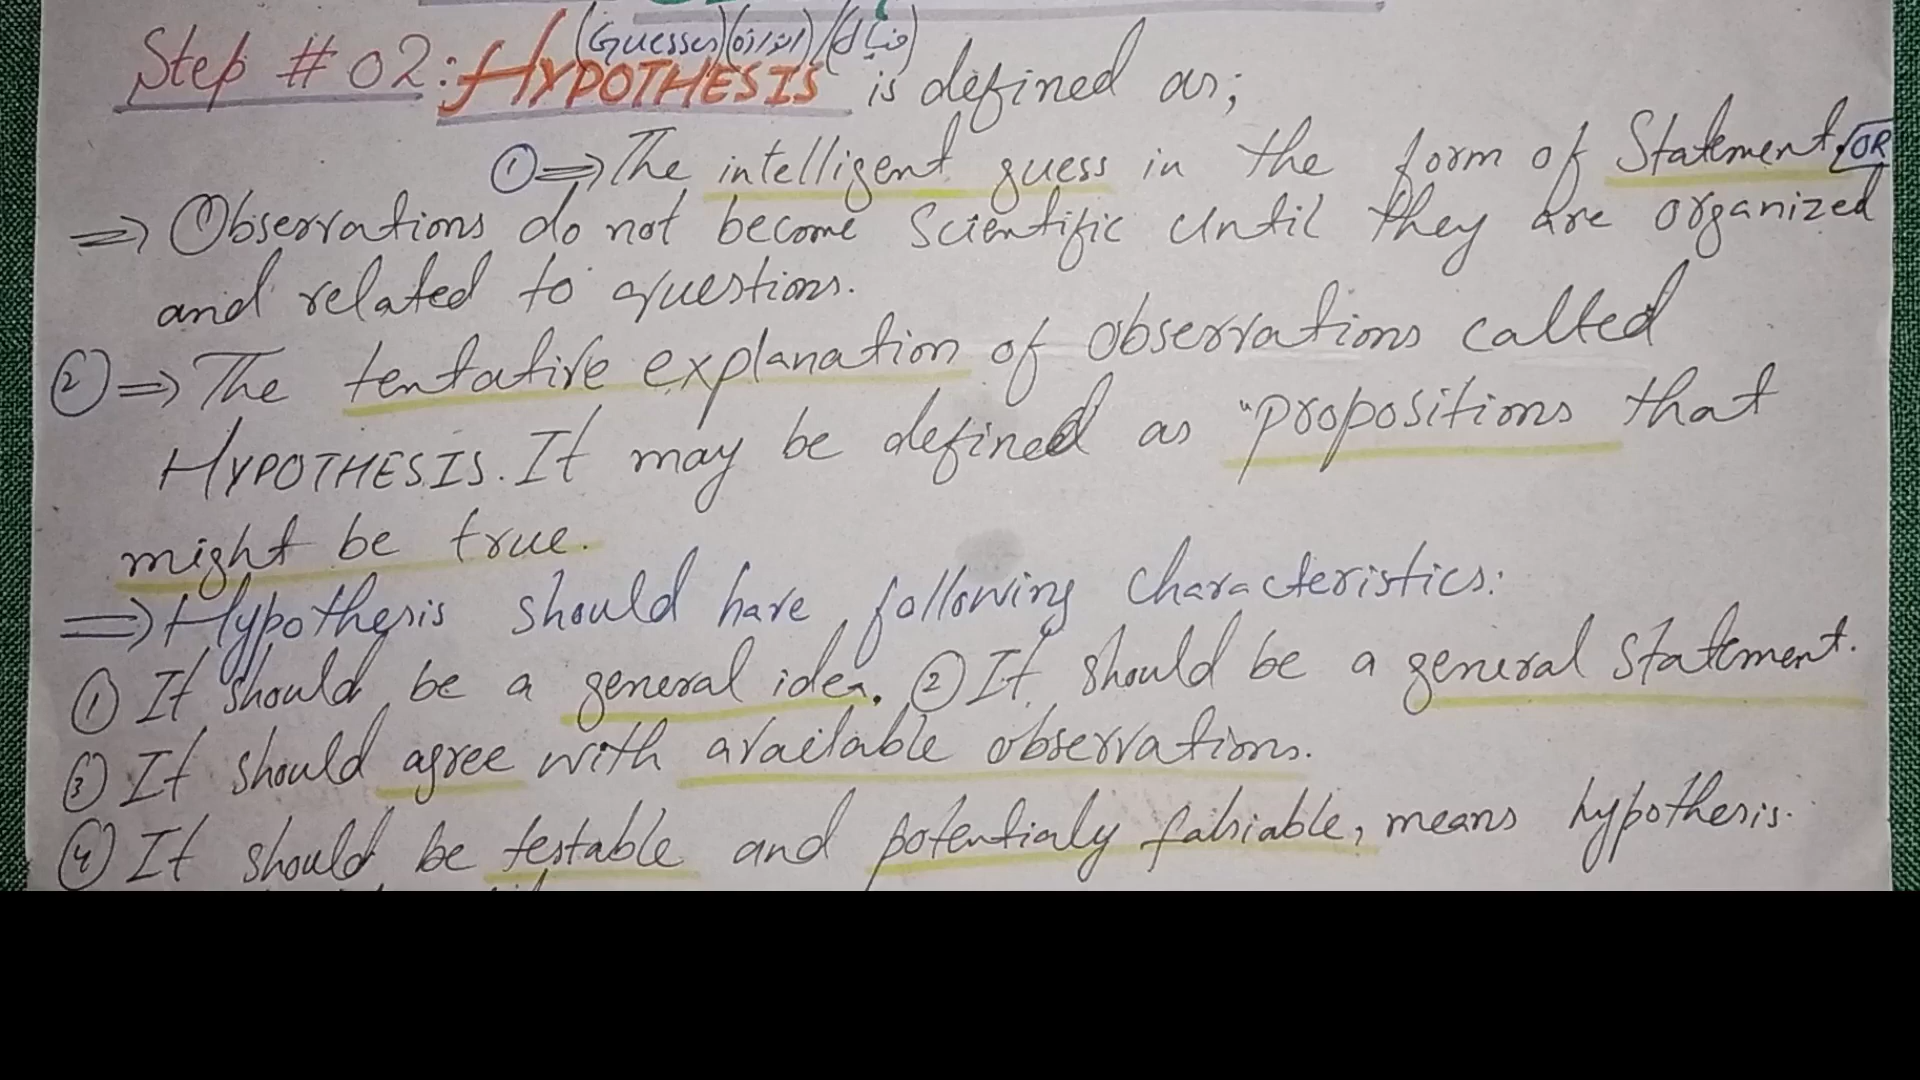 (Guesses)(اندازہ)/(خیال)
Step # 02: HYPOTHESIS is defined as;
①⇒ The intelligent guess in the form of Statement, OR
⇒ Observations do not become Scientific until they are organized
and related to questions.
②⇒ The tentative explanation of observations called
HYPOTHESIS. It may be defined as "propositions that
might be true.
⇒ Hypothesis should have following characteristics:
① It should be a general idea. ② It should be a general statement.
③ It should agree with available observations.
④ It should be testable and potentialy falsiable, means hypothesis